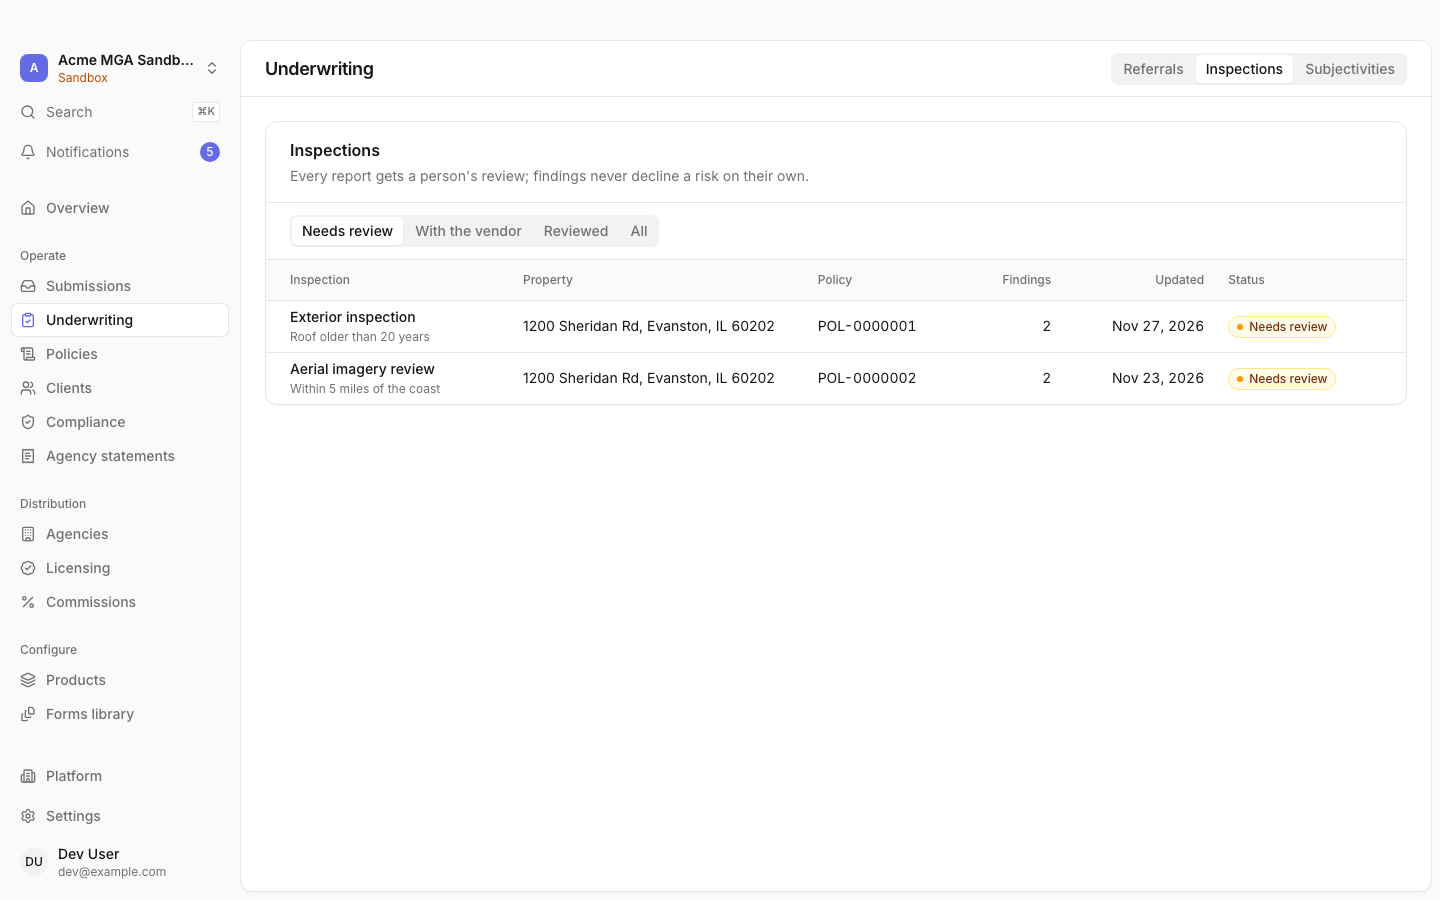 Acme MGA Sandb...
Sandbox
Search ⌘K
Notifications 5
Overview
Operate
Submissions
Underwriting
Policies
Clients
Compliance
Agency statements
Distribution
Agencies
Licensing
Commissions
Configure
Products
Forms library
Platform
Settings
DU
Dev User
dev@example.com
A
Underwriting
Referrals Inspections Subjectivities
Inspections
Every report gets a person's review; findings never decline a risk on their own.
Needs review With the vendor Reviewed All
Inspection Property Policy Findings Updated Status
Exterior inspection
Roof older than 20 years
1200 Sheridan Rd, Evanston, IL 60202 POL-0000001 2 Nov 27, 2026 Needs review
Aerial imagery review
Within 5 miles of the coast
1200 Sheridan Rd, Evanston, IL 60202 POL-0000002 2 Nov 23, 2026 Needs review